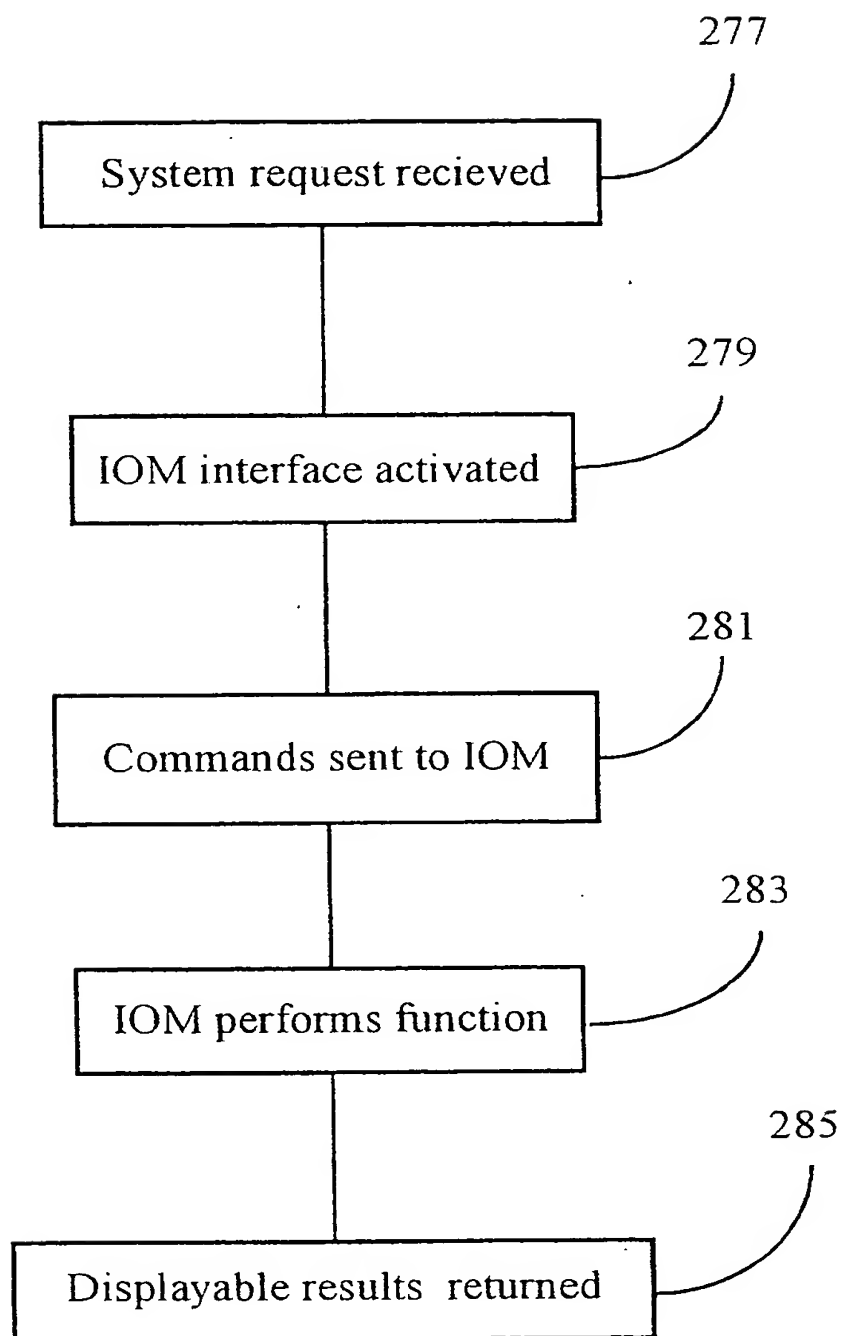 277
System request recieved
279
IOM interface activated
281
Commands sent to IOM
283
IOM performs function
285
Displayable results returned